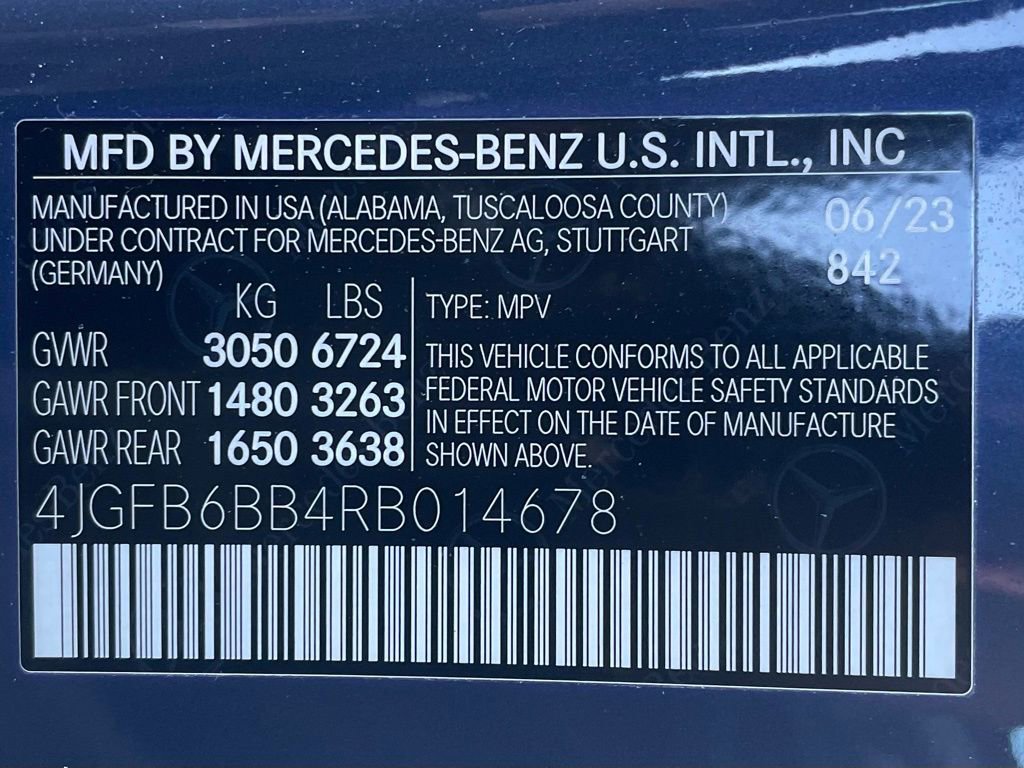 MFD BY MERCEDES-BENZ U.S. INTL., INC
MANUFACTURED IN USA (ALABAMA, TUSCALOOSA COUNTY) 06/23
UNDER CONTRACT FOR MERCEDES-BENZ AG, STUTTGART 842
(GERMANY)
KG LBS
GVWR 3050 6724
GAWR FRONT 1480 3263
GAWR REAR 1650 3638
TYPE: MPV
THIS VEHICLE CONFORMS TO ALL APPLICABLE
FEDERAL MOTOR VEHICLE SAFETY STANDARDS
IN EFFECT ON THE DATE OF MANUFACTURE
SHOWN ABOVE.
4JGFB6BB4RB014678